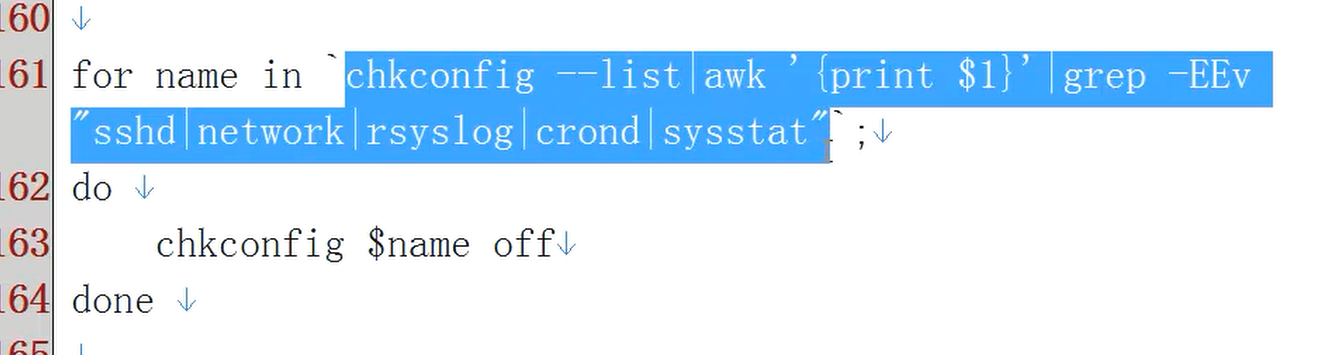 160 ↓
161 for name in `chkconfig --list|awk '{print $1}'|grep -EEv
"sshd|network|rsyslog|crond|sysstat"`;↓
162 do ↓
163     chkconfig $name off↓
164 done ↓
165 ↓